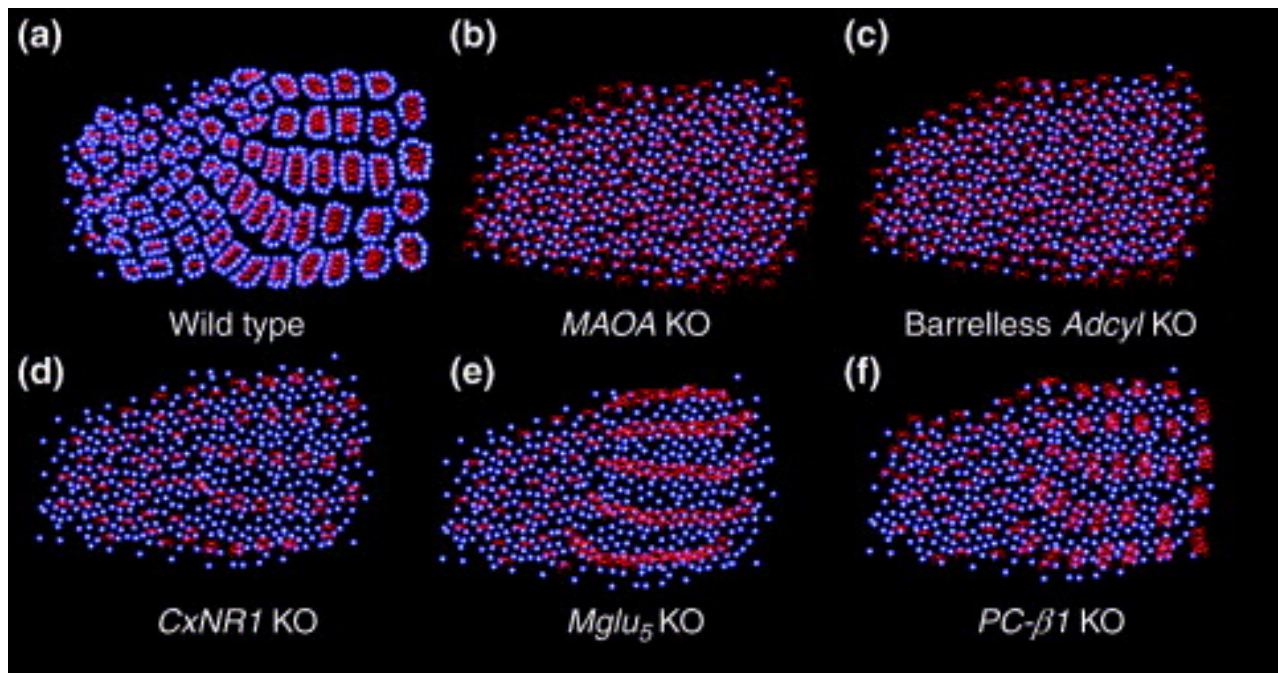 (a)
(b)
(c)
Wild type
MAOA KO
Barrelless Adcyl KO
(d)
(e)
(f)
CxNR1 KO
Mglu5 KO
PC-β1 KO